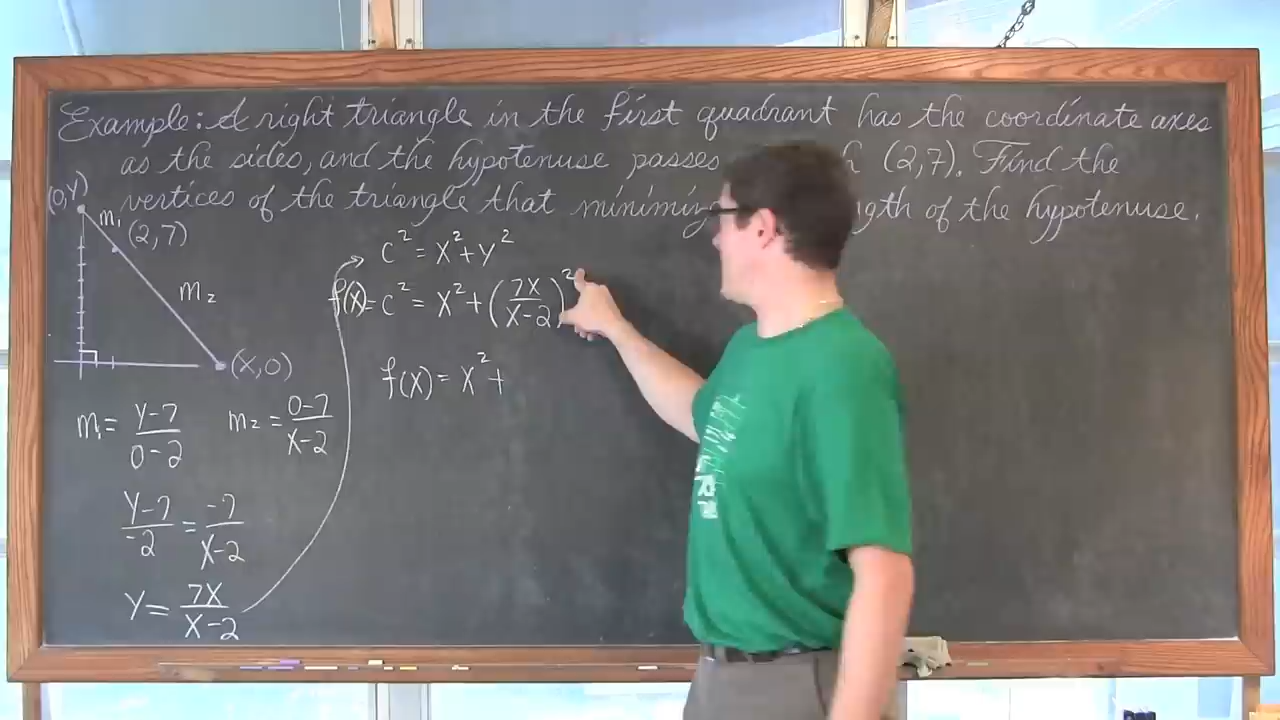 Example: A right triangle in the first quadrant has the coordinate axes
as the sides, and the hypotenuse passes (2,7). Find the
vertices of the triangle that of the hypotenuse.
(0,Y)
m₁
(2,7)
m₂
(X,0)
C² = X² + Y²
f(X) = C² = X² + (7X/(X-2))²
f(X) = X² +
m₁ = (Y-7)/(0-2)
m₂ = (0-7)/(X-2)
(Y-7)/-2 = -7/(X-2)
Y = 7X/(X-2)